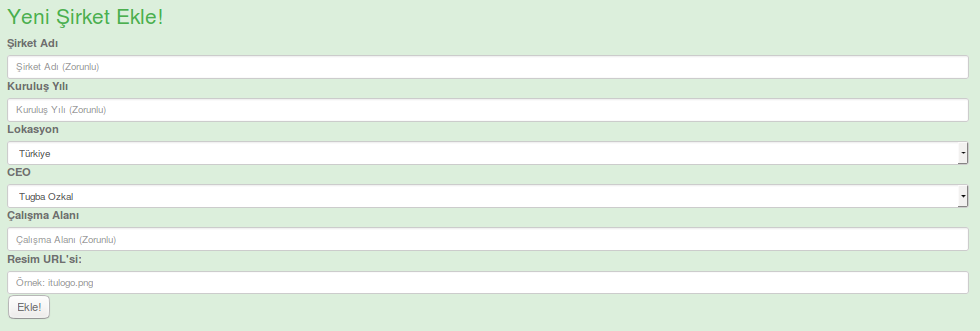 Yeni Şirket Ekle!
Şirket Adı
Şirket Adı (Zorunlu)
Kuruluş Yılı
Kuruluş Yılı (Zorunlu)
Lokasyon
Türkiye
CEO
Tugba Ozkal
Çalışma Alanı
Çalışma Alanı (Zorunlu)
Resim URL'si:
Örnek: itulogo.png
Ekle!